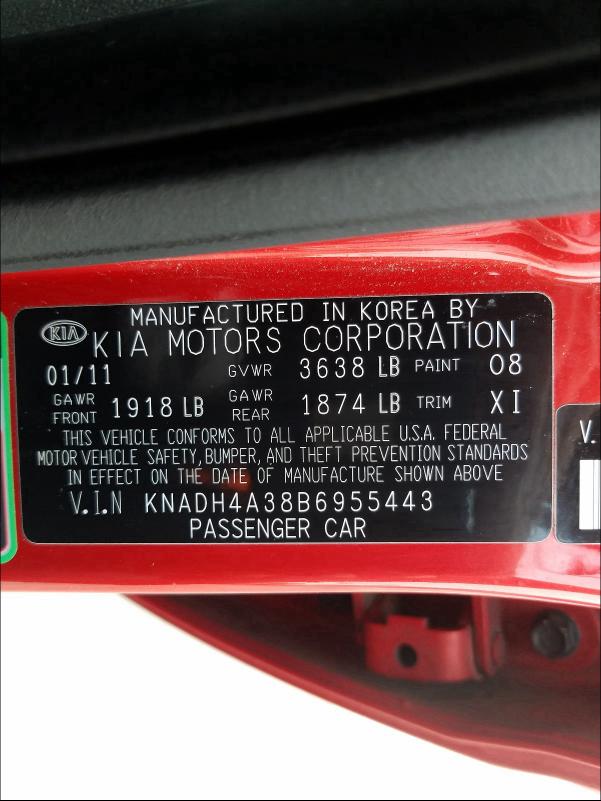 MANUFACTURED IN KOREA BY
KIA
KIA MOTORS CORPORATION
01/11 GVWR 3638 LB PAINT 08
GAWR FRONT 1918 LB GAWR REAR 1874 LB TRIM XI
THIS VEHICLE CONFORMS TO ALL APPLICABLE U.S.A. FEDERAL
MOTOR VEHICLE SAFETY, BUMPER, AND THEFT PREVENTION STANDARDS
IN EFFECT ON THE DATE OF MANUFACTURE SHOWN ABOVE
V.I.N KNADH4A38B6955443
PASSENGER CAR
V.